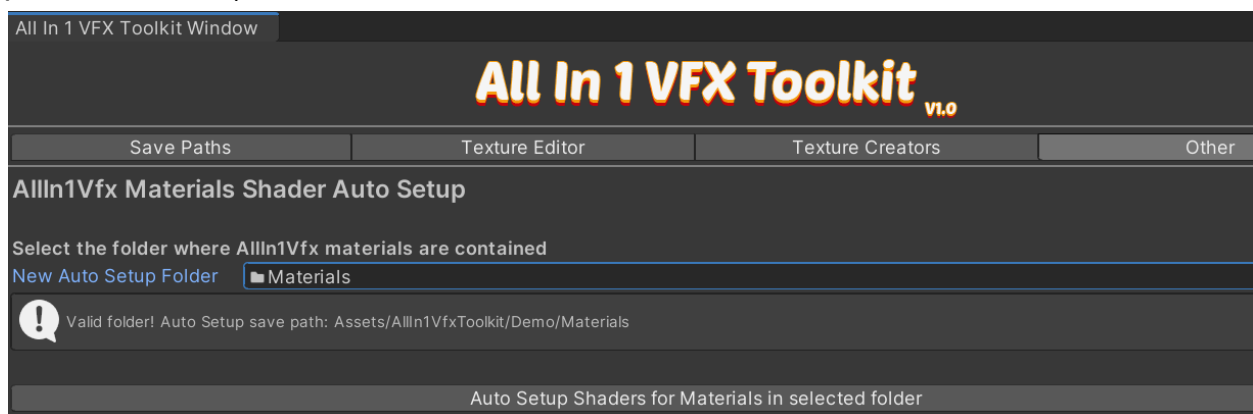 All In 1 VFX Toolkit Window
All In 1 VFX Toolkit V1.0
Save Paths Texture Editor Texture Creators Other
AllIn1Vfx Materials Shader Auto Setup
Select the folder where AllIn1Vfx materials are contained
New Auto Setup Folder Materials
Valid folder! Auto Setup save path: Assets/AllIn1VfxToolkit/Demo/Materials
Auto Setup Shaders for Materials in selected folder